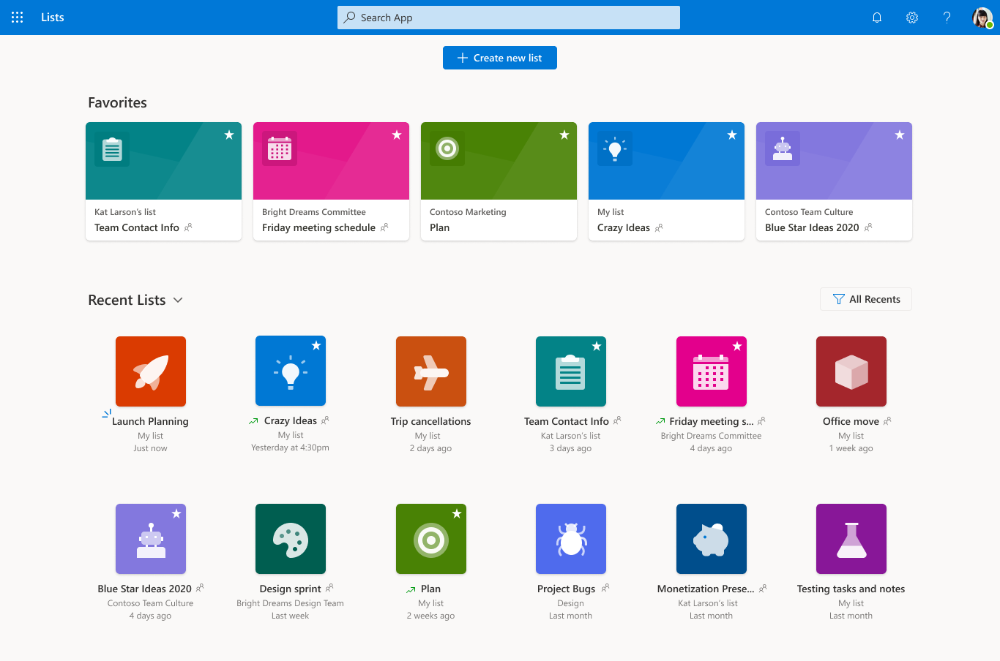 Lists
Search App
Create new list
Favorites
Kat Larson's list
Team Contact Info
Bright Dreams Committee
Friday meeting schedule
Contoso Marketing
Plan
My list
Crazy Ideas
Contoso Team Culture
Blue Star Ideas 2020
Recent Lists
All Recents
Launch Planning
My list
Just now
Crazy Ideas
My list
Yesterday at 4:30pm
Trip cancellations
My list
2 days ago
Team Contact Info
Kat Larson's list
3 days ago
Friday meeting s...
Bright Dreams Committee
4 days ago
Office move
My list
1 week ago
Blue Star Ideas 2020
Contoso Team Culture
4 days ago
Design sprint
Bright Dreams Design Team
Last week
Plan
My list
2 weeks ago
Project Bugs
Design
Last month
Monetization Prese...
Kat Larson's list
Last month
Testing tasks and notes
My list
Last month